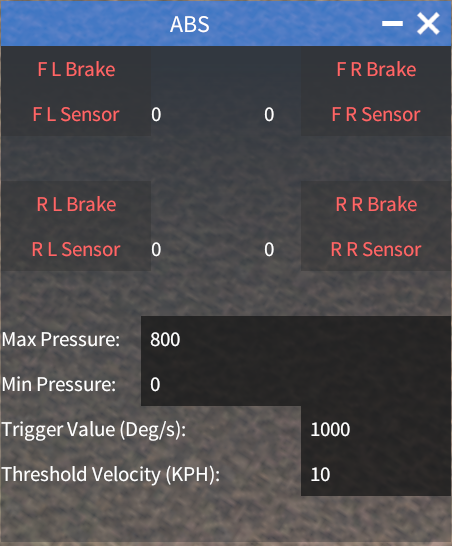 ABS
F L Brake F R Brake
F L Sensor 0 0 F R Sensor
R L Brake R R Brake
R L Sensor 0 0 R R Sensor
Max Pressure: 800
Min Pressure: 0
Trigger Value (Deg/s): 1000
Threshold Velocity (KPH): 10